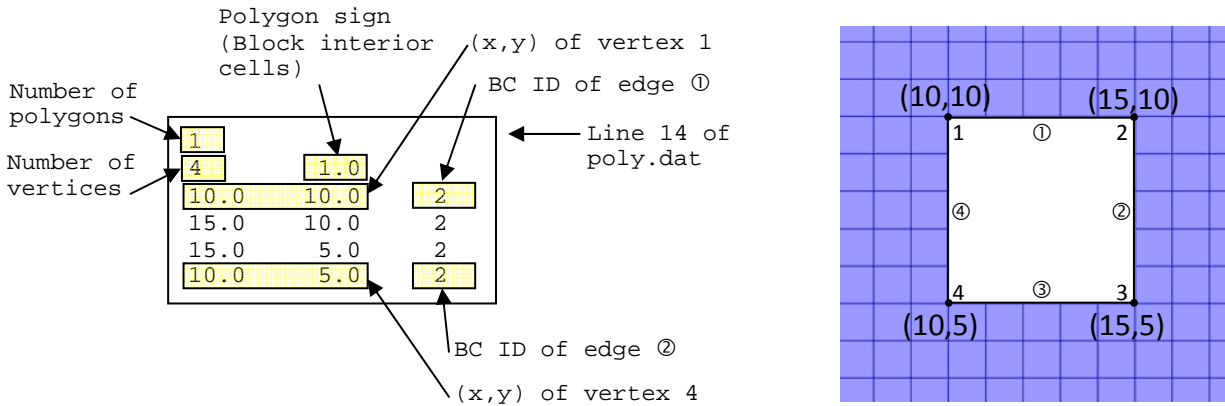 Polygon sign
(Block interior
cells)
(x,y) of vertex 1
BC ID of edge ①
Number of
polygons
Number of
vertices
Line 14 of
poly.dat
1
4 1.0
10.0 10.0 2
15.0 10.0 2
15.0 5.0 2
10.0 5.0 2
BC ID of edge ②
(x,y) of vertex 4
(10,10) (15,10)
1 ① 2
④ ②
4 ③ 3
(10,5) (15,5)